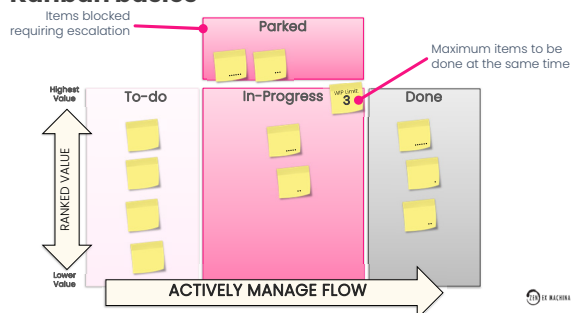 Kanban basics
Items blocked
requiring escalation
Parked
Maximum items to be
done at the same time
Highest
Value
To-do
In-Progress
WIP Limit
3
Done
RANKED VALUE
Lower
Value
ACTIVELY MANAGE FLOW
ZEN EX MACHINA